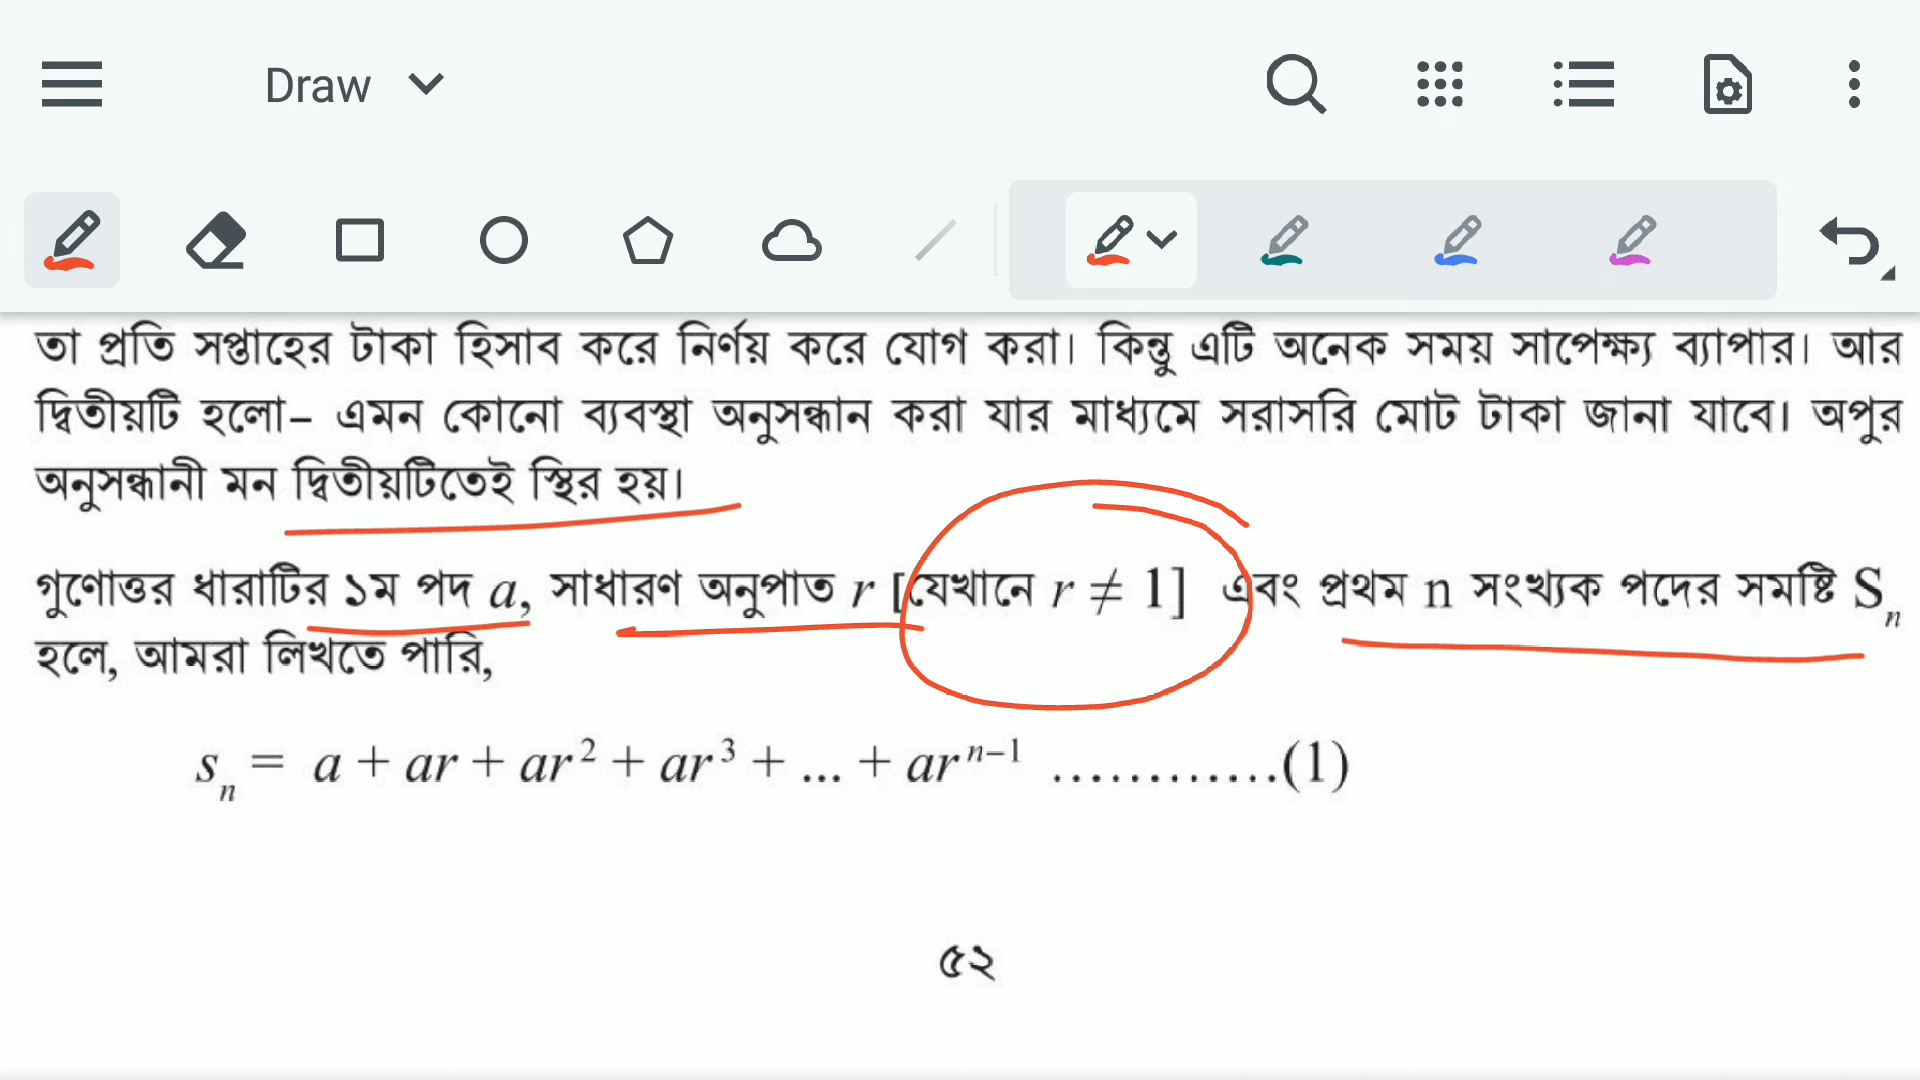 Draw
তা প্রতি সপ্তাহের টাকা হিসাব করে নির্ণয় করে যোগ করা। কিন্তু এটি অনেক সময় সাপেক্ষ্য ব্যাপার। আর
দ্বিতীয়টি হলো– এমন কোনো ব্যবস্থা অনুসন্ধান করা যার মাধ্যমে সরাসরি মোট টাকা জানা যাবে। অপুর
অনুসন্ধানী মন দ্বিতীয়টিতেই স্থির হয়।
গুণোত্তর ধারাটির ১ম পদ a, সাধারণ অনুপাত r [যেখানে r ≠ 1] এবং প্রথম n সংখ্যক পদের সমষ্টি Sₙ
হলে, আমরা লিখতে পারি,
sₙ = a + ar + ar² + ar³ + ... + arⁿ⁻¹ ............(1)
৫২